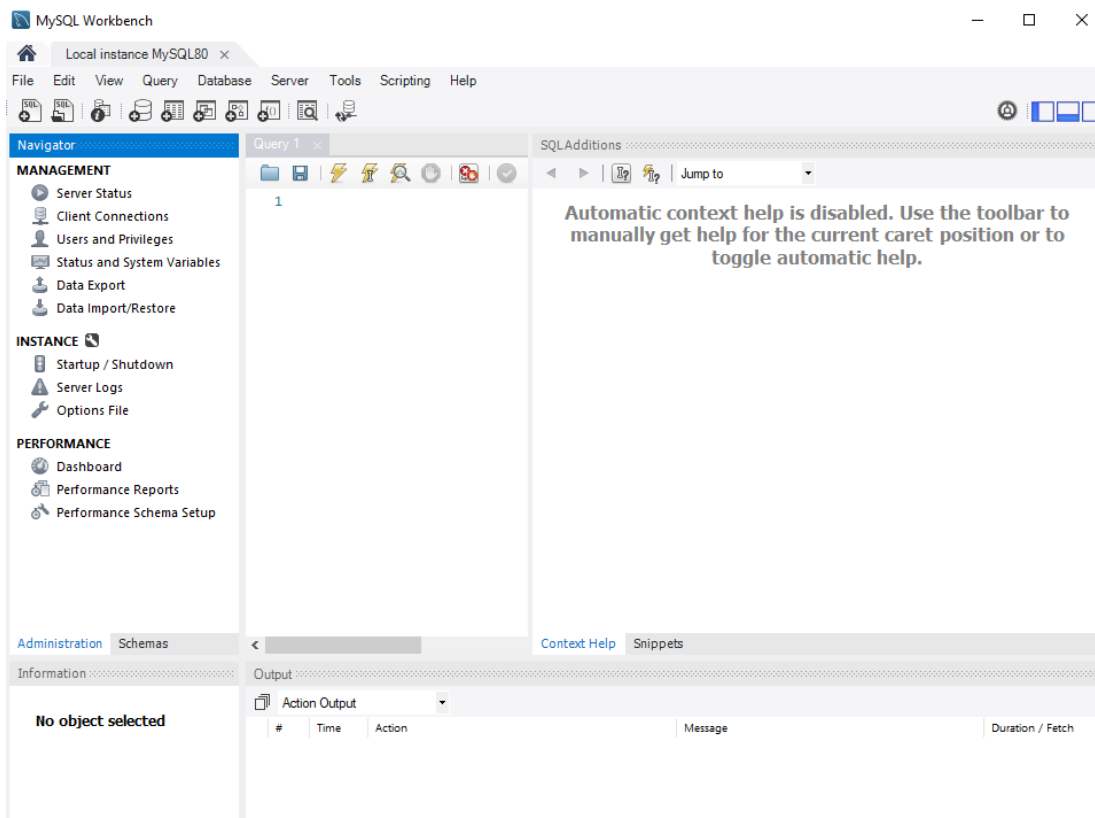 MySQL Workbench
Local instance MySQL80
File Edit View Query Database Server Tools Scripting Help
SQL SQL
Navigator
MANAGEMENT
Server Status
Client Connections
Users and Privileges
Status and System Variables
Data Export
Data Import/Restore
INSTANCE
Startup / Shutdown
Server Logs
Options File
PERFORMANCE
Dashboard
Performance Reports
Performance Schema Setup
Administration Schemas
Query 1
1
SQLAdditions
Jump to
Automatic context help is disabled. Use the toolbar to
manually get help for the current caret position or to
toggle automatic help.
Context Help Snippets
Information
No object selected
Output
Action Output
# Time Action Message Duration / Fetch